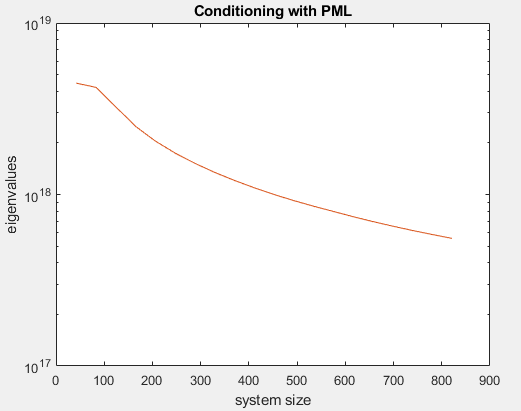 Conditioning with PML
10^19
10^18
10^17
eigenvalues
0 100 200 300 400 500 600 700 800 900
system size